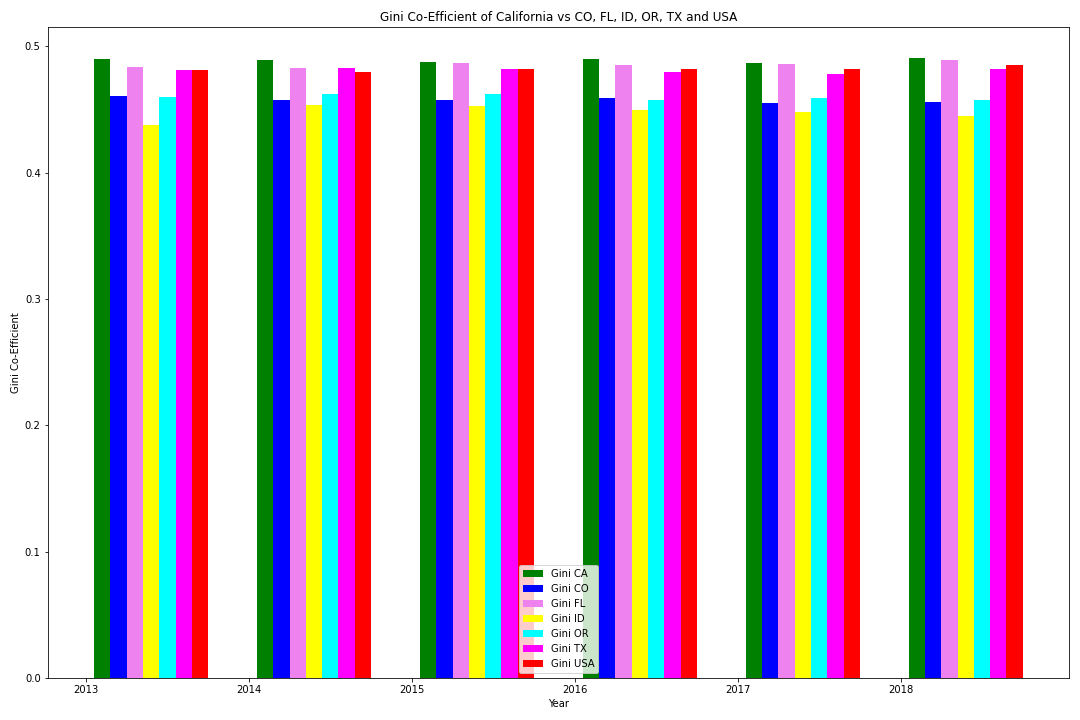 Gini Co-Efficient of California vs CO, FL, ID, OR, TX and USA
Gini Co-Efficient
0.5
0.4
0.3
0.2
0.1
0.0
Gini CA
Gini CO
Gini FL
Gini ID
Gini OR
Gini TX
Gini USA
2013 2014 2015 2016 2017 2018
Year